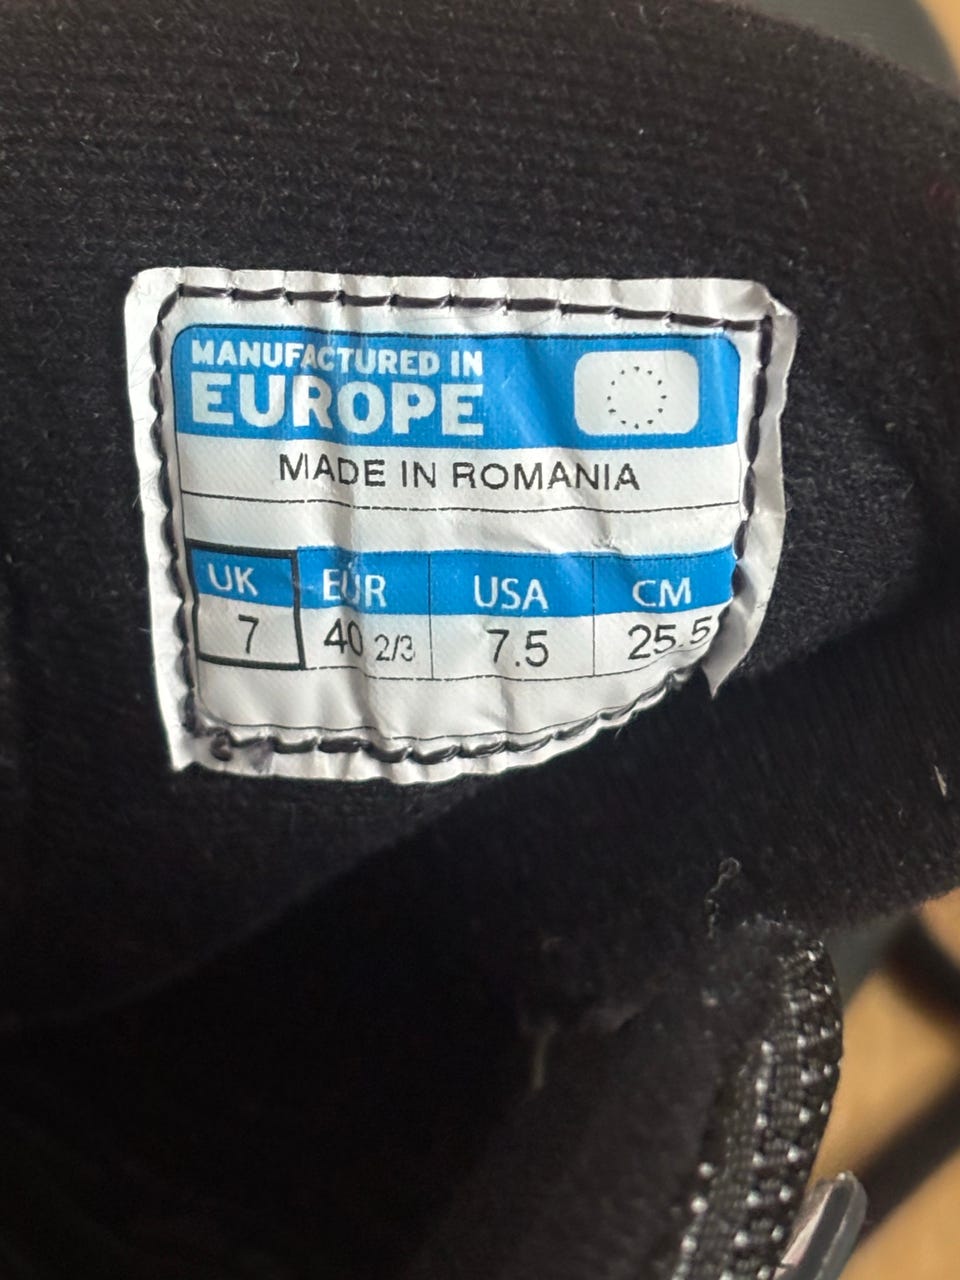 MANUFACTURED IN
EUROPE
MADE IN ROMANIA
UK EUR USA CM
7 40 2/3 7.5 25.5